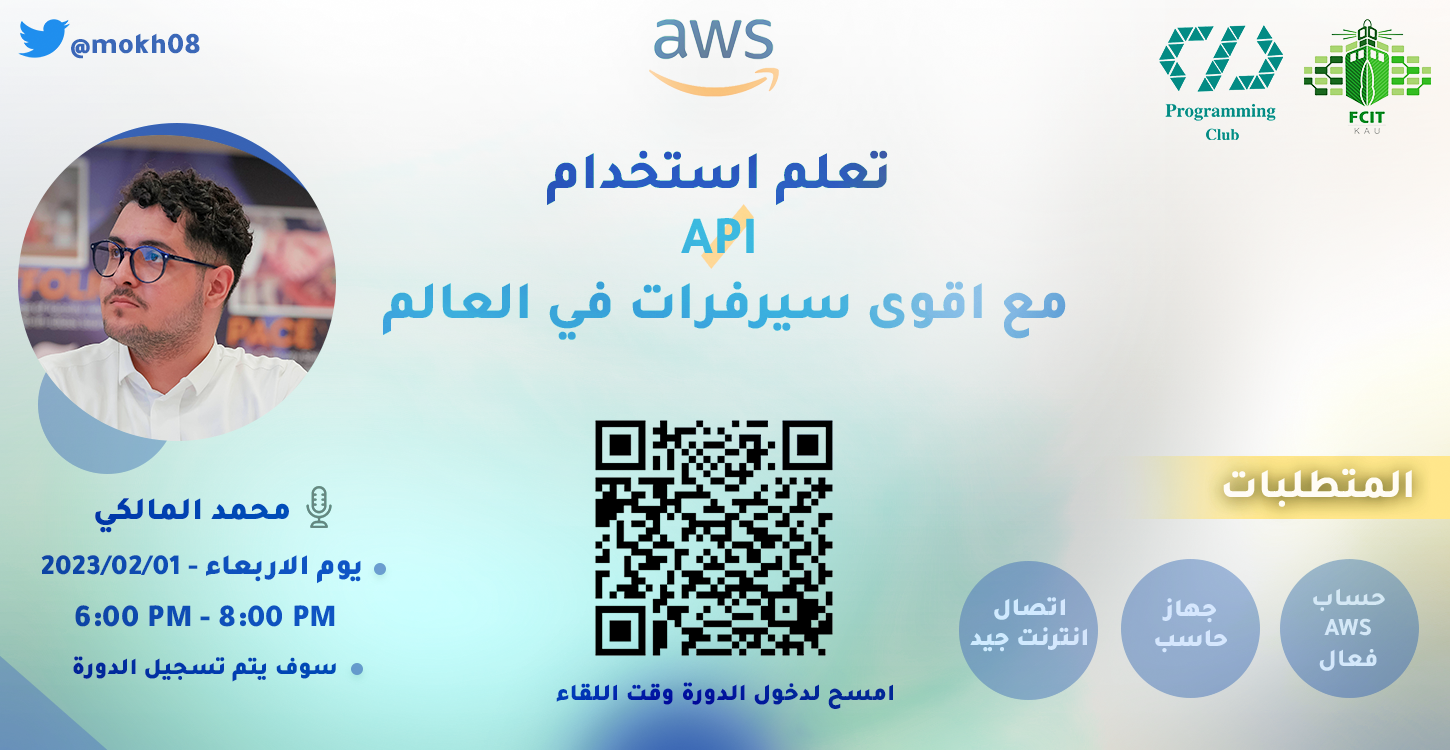 @mokh08
aws
Programming
Club
FCIT
KAU
تعلم استخدام
API
مع اقوى سيرفرات في العالم
محمد المالكي
يوم الاربعاء - 2023/02/01
6:00 PM - 8:00 PM
سوف يتم تسجيل الدورة
امسح لدخول الدورة وقت اللقاء
المتطلبات
حساب
AWS
فعال
جهاز
حاسب
اتصال
انترنت جيد
PACE